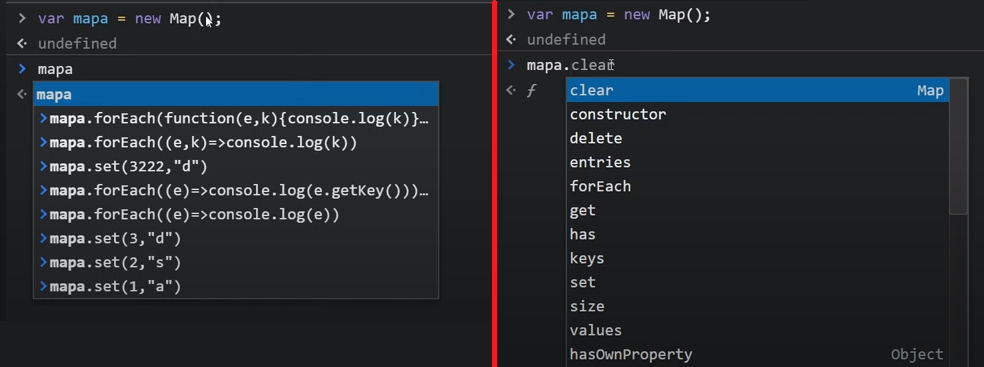 > var mapa = new Map();
undefined
> mapa
mapa
>mapa.forEach(function(e,k){console.log(k)}…
>mapa.forEach((e,k)=>console.log(k))
>mapa.set(3222,"d")
>mapa.forEach((e)=>console.log(e.getKey()))…
>mapa.forEach((e)=>console.log(e))
>mapa.set(3,"d")
>mapa.set(2,"s")
>mapa.set(1,"a")
> var mapa = new Map();
undefined
> mapa.clear
ƒ
clear Map
constructor
delete
entries
forEach
get
has
keys
set
size
values
hasOwnProperty Object